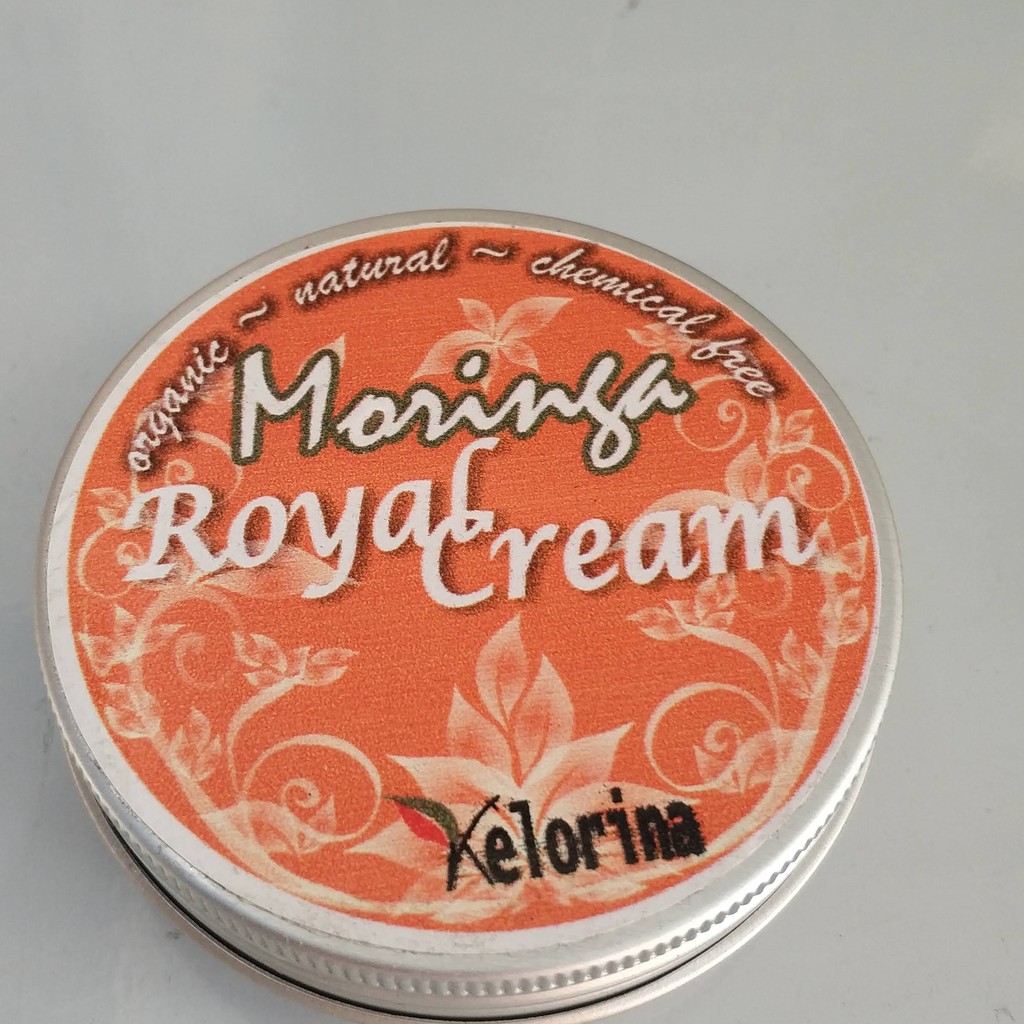 organic ~ natural ~ chemical free
Moringa
Royal Cream
Kelorina